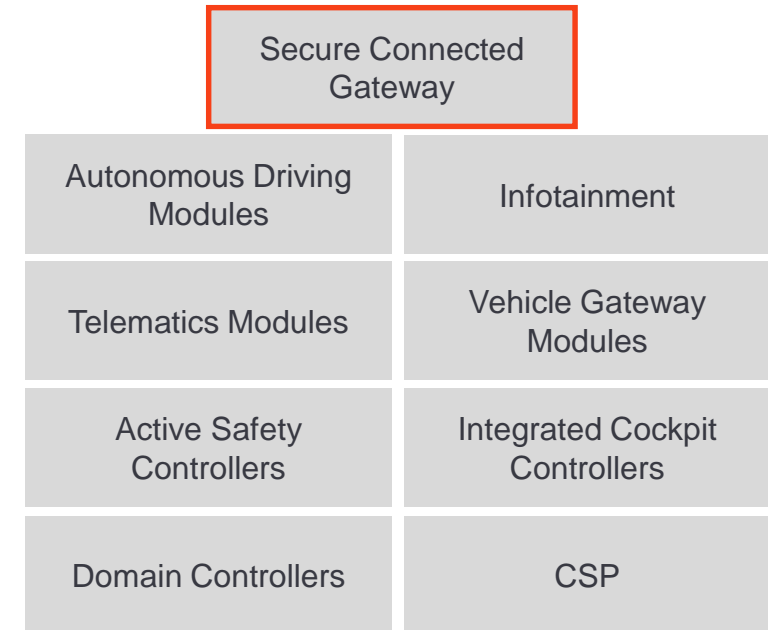 Secure Connected
Gateway
Autonomous Driving
Modules
Infotainment
Telematics Modules
Vehicle Gateway
Modules
Active Safety
Controllers
Integrated Cockpit
Controllers
Domain Controllers
CSP